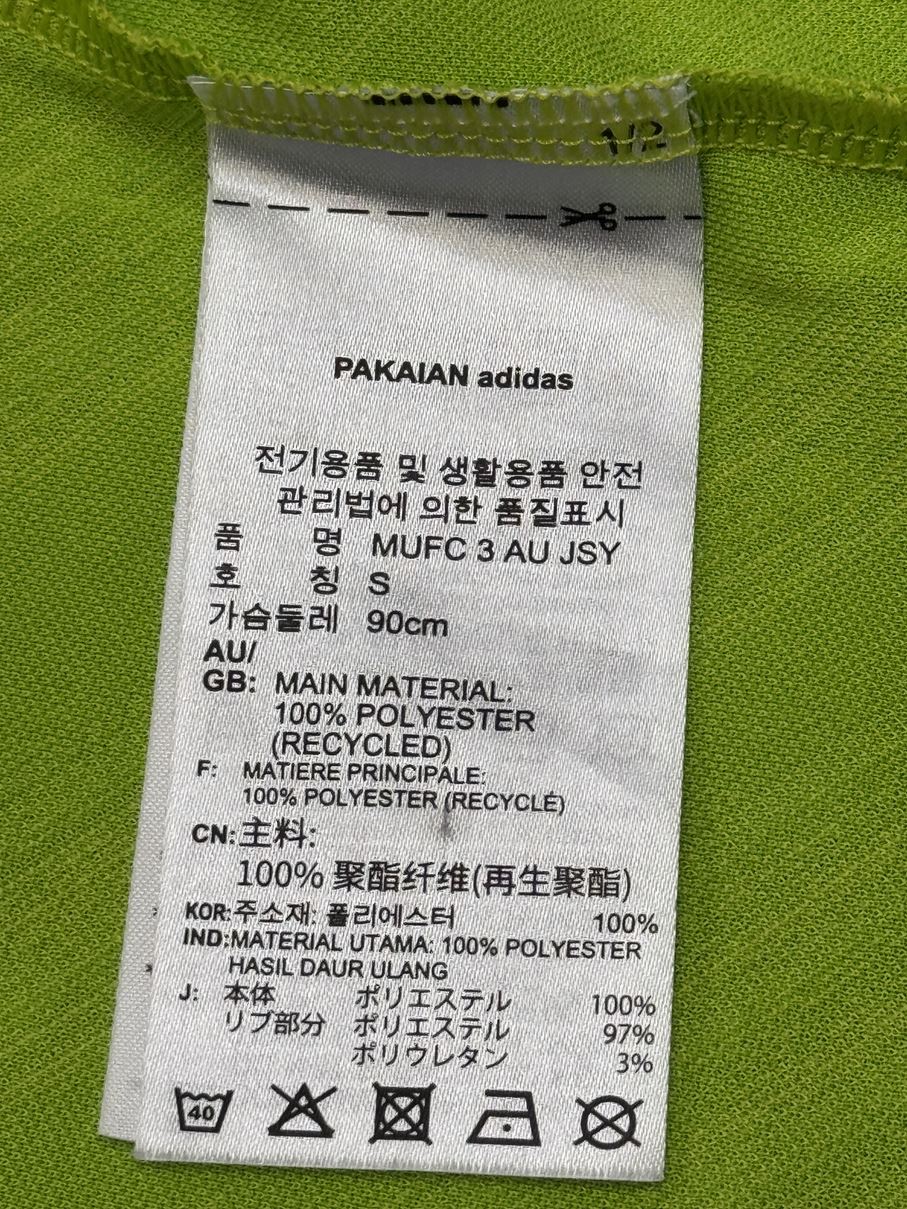 1/2
PAKAIAN adidas
전기용품 및 생활용품 안전
관리법에 의한 품질표시
품 명 MUFC 3 AU JSY
호 칭 S
가슴둘레 90cm
AU/
GB: MAIN MATERIAL:
100% POLYESTER
(RECYCLED)
F: MATIERE PRINCIPALE:
100% POLYESTER (RECYCLÉ)
CN:主料:
100% 聚酯纤维(再生聚酯)
KOR:주소재: 폴리에스터 100%
IND:MATERIAL UTAMA: 100% POLYESTER
HASIL DAUR ULANG
J: 本体 ポリエステル 100%
リブ部分 ポリエステル 97%
ポリウレタン 3%
40